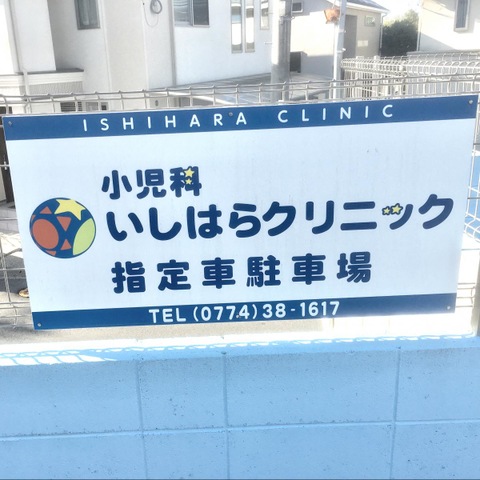 ISHIHARA CLINIC
小児科
いしはらクリニック
指定車駐車場
TEL (0774)38-1617